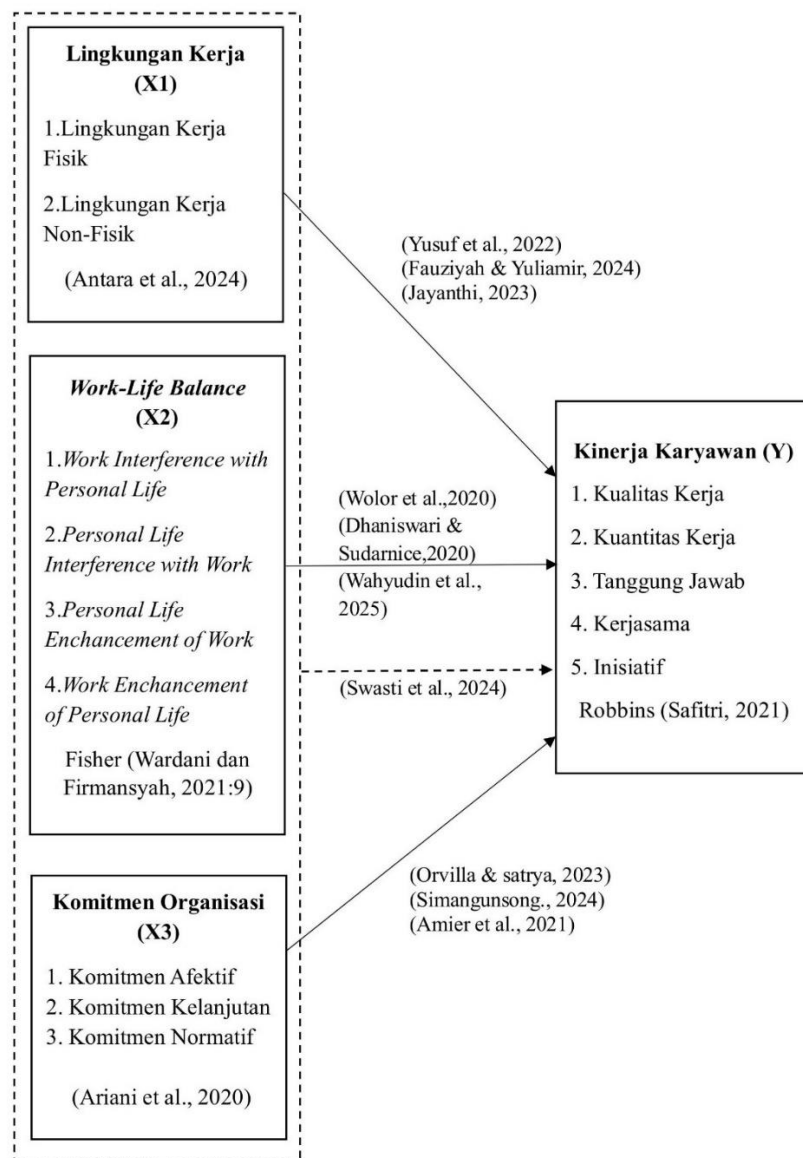 Lingkungan Kerja
(X1)
1.Lingkungan Kerja
Fisik
2.Lingkungan Kerja
Non-Fisik
(Antara et al., 2024)
(Yusuf et al., 2022)
(Fauziyah & Yuliamir, 2024)
(Jayanthi, 2023)
Work-Life Balance
(X2)
1.Work Interference with
Personal Life
2.Personal Life
Interference with Work
3.Personal Life
Enchancement of Work
4.Work Enchancement
of Personal Life
Fisher (Wardani dan
Firmansyah, 2021:9)
(Wolor et al.,2020)
(Dhaniswari &
Sudarnice,2020)
(Wahyudin et al.,
2025)
(Swasti et al., 2024)
Kinerja Karyawan (Y)
1. Kualitas Kerja
2. Kuantitas Kerja
3. Tanggung Jawab
4. Kerjasama
5. Inisiatif
Robbins (Safitri, 2021)
Komitmen Organisasi
(X3)
1. Komitmen Afektif
2. Komitmen Kelanjutan
3. Komitmen Normatif
(Ariani et al., 2020)
(Orvilla & satrya, 2023)
(Simangunsong., 2024)
(Amier et al., 2021)